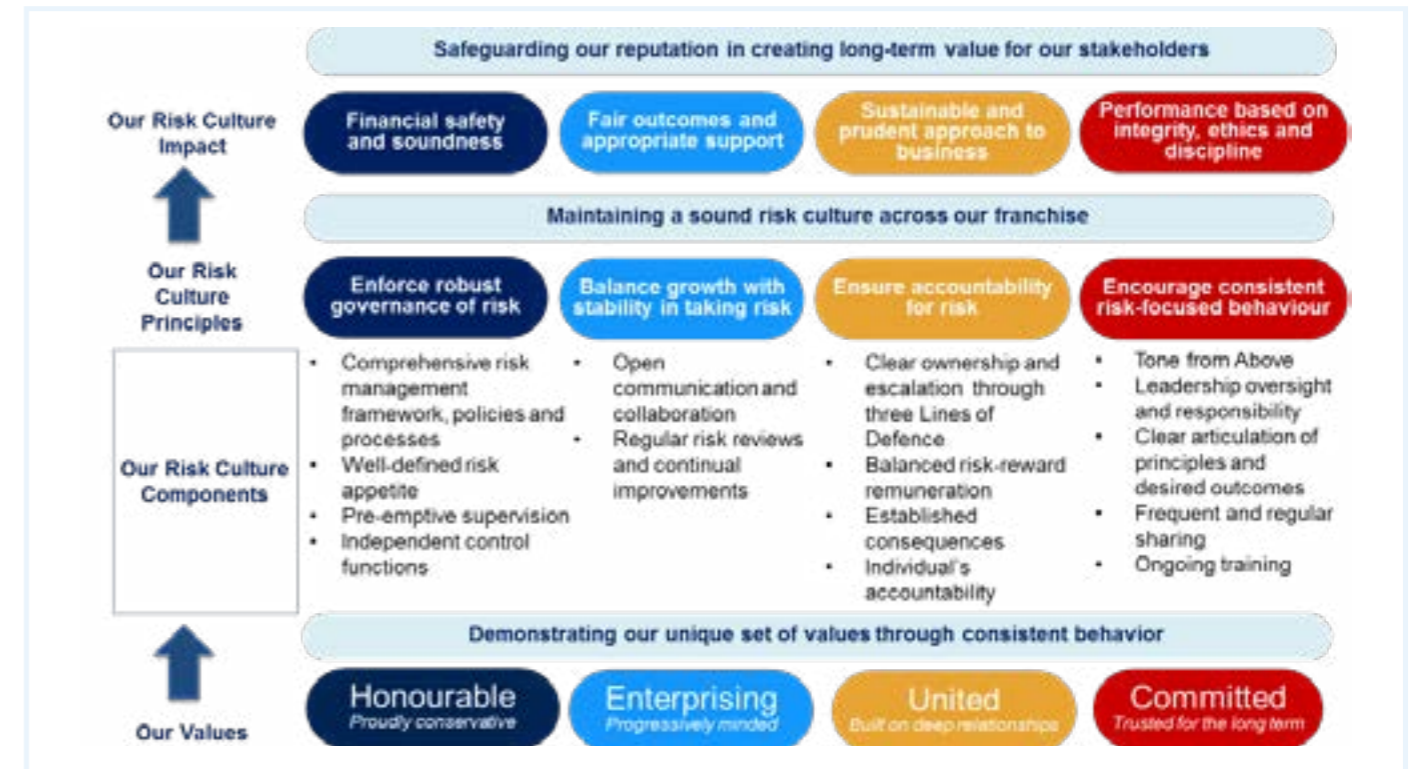 Safeguarding our reputation in creating long-term value for our stakeholders
Our Risk Culture
Impact
Financial safety
and soundness
Fair outcomes and
appropriate support
Sustainable and
prudent approach to
business
Performance based on
integrity, ethics and
discipline
Maintaining a sound risk culture across our franchise
Our Risk
Culture
Principles
Enforce robust
governance of risk
Balance growth with
stability in taking risk
Ensure accountability
for risk
Encourage consistent
risk-focused behaviour
Our Risk Culture
Components
• Comprehensive risk
management
framework, policies and
processes
• Well-defined risk
appetite
• Pre-emptive supervision
• Independent control
functions
• Open
communication and
collaboration
• Regular risk reviews
and continual
improvements
• Clear ownership and
escalation through
three Lines of
Defence
• Balanced risk-reward
remuneration
• Established
consequences
• Individual's
accountability
• Tone from Above
• Leadership oversight
and responsibility
• Clear articulation of
principles and
desired outcomes
• Frequent and regular
sharing
• Ongoing training
Demonstrating our unique set of values through consistent behavior
Our Values
Honourable
Proudly conservative
Enterprising
Progressively minded
United
Built on deep relationships
Committed
Trusted for the long term